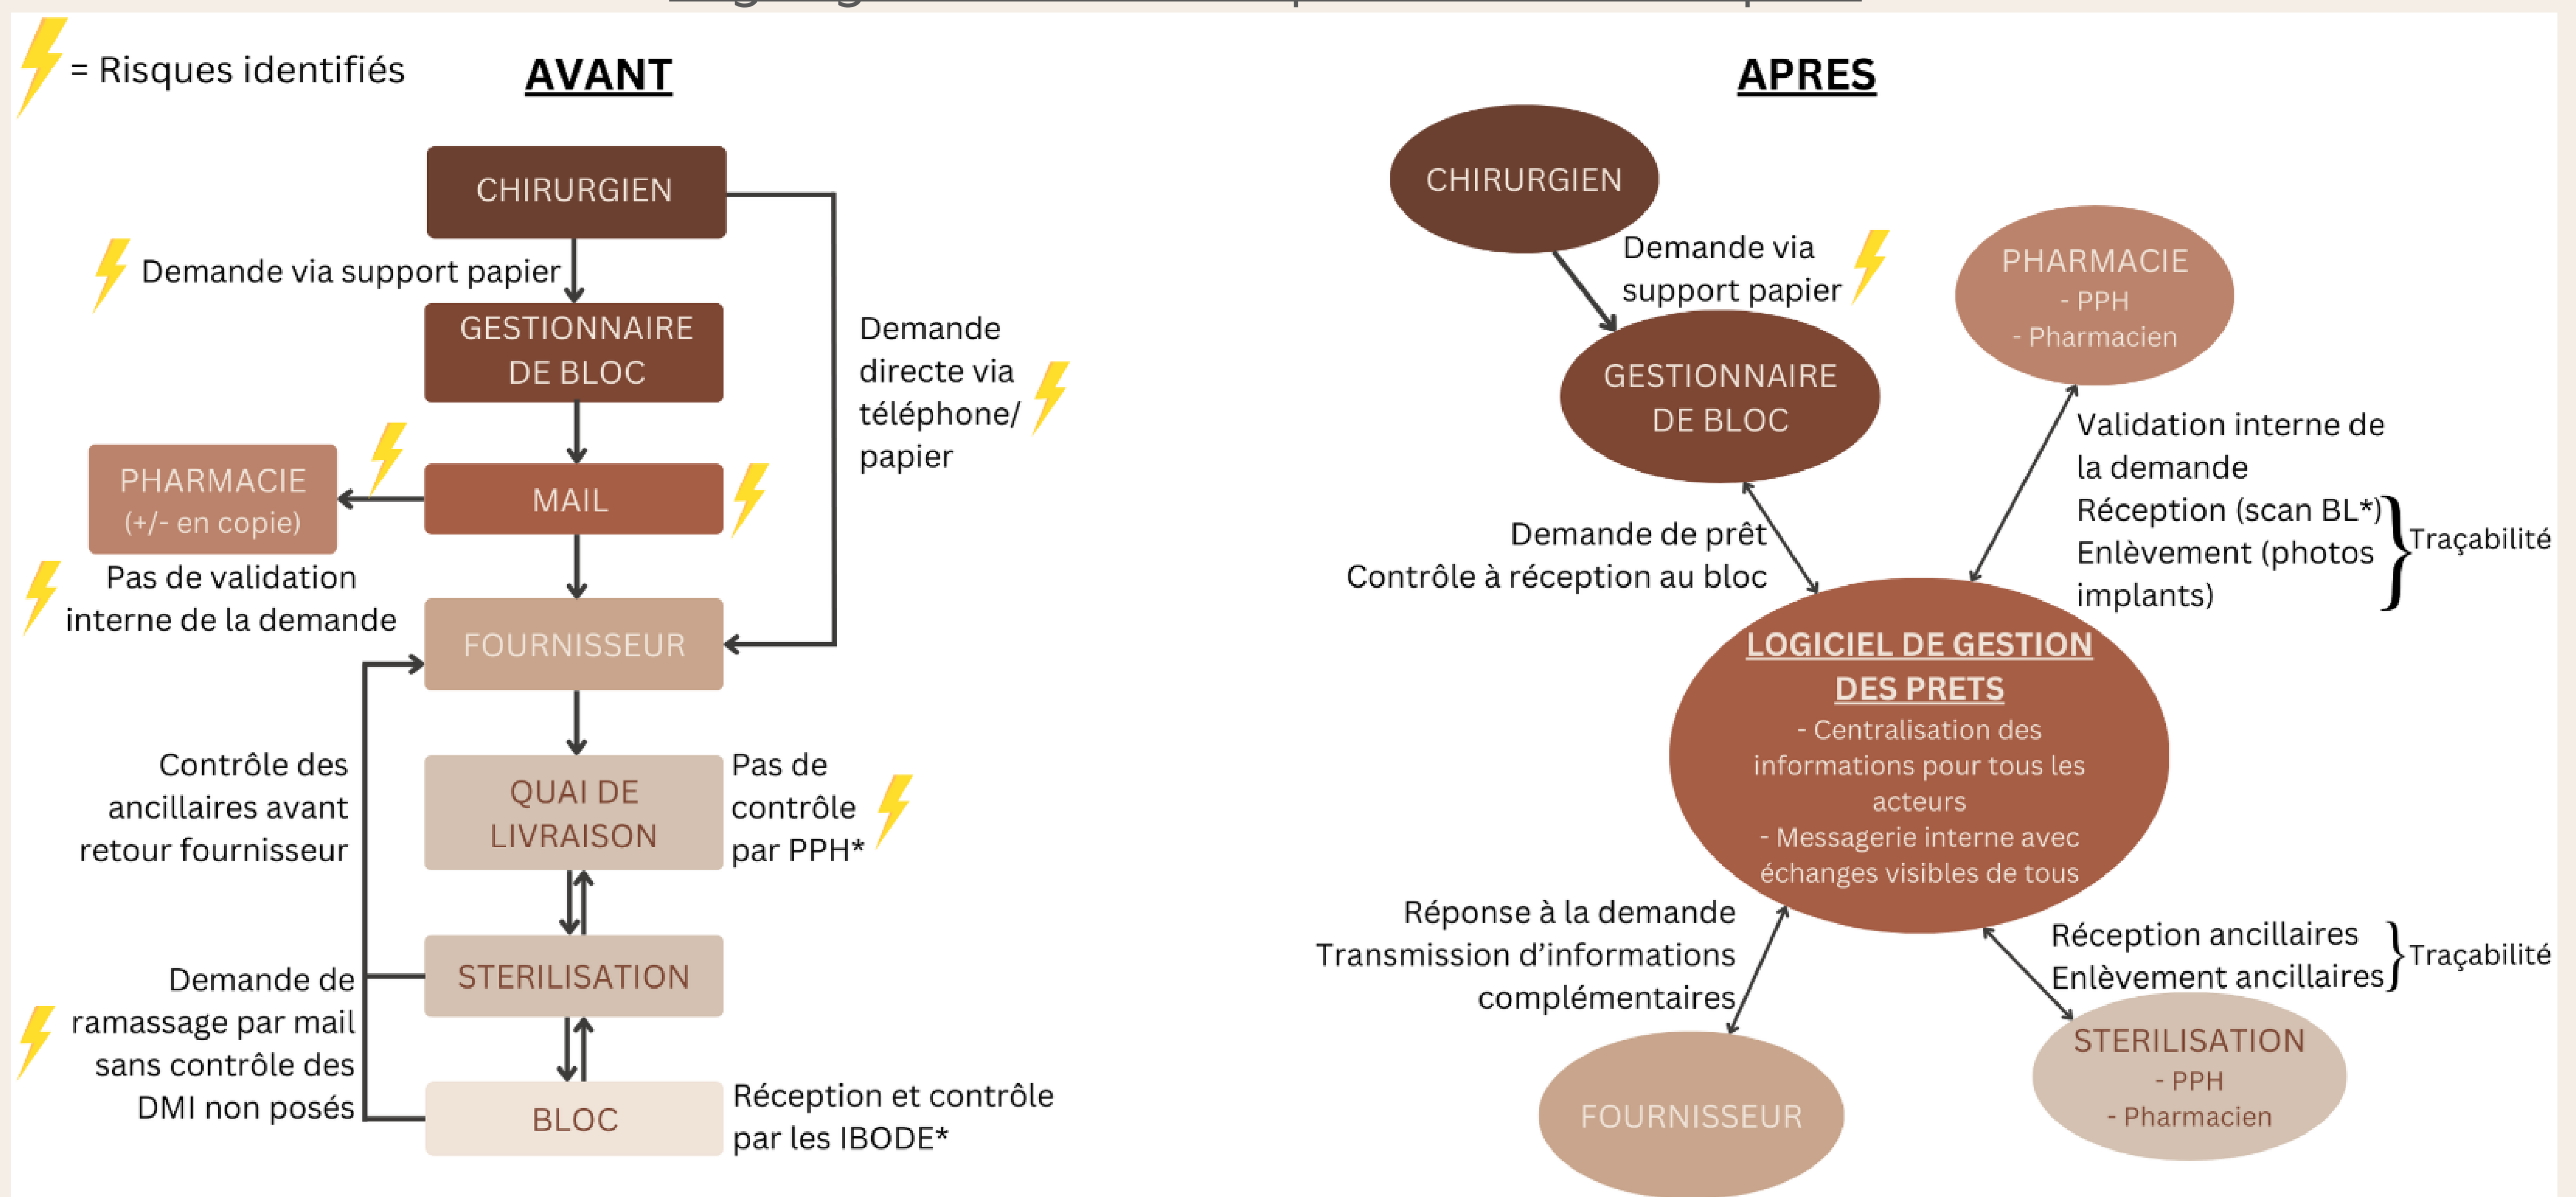 = Risques identifiés
AVANT
CHIRURGIEN
Demande via support papier
GESTIONNAIRE
DE BLOC
Demande
directe via
téléphone/
papier
MAIL
PHARMACIE
(+/- en copie)
Pas de validation
interne de la demande
FOURNISSEUR
Contrôle des
ancillaires avant
retour fournisseur
QUAI DE
LIVRAISON
Pas de
contrôle
par PPH*
STERILISATION
Demande de
ramassage par mail
sans contrôle des
DMI non posés
BLOC
Réception et contrôle
par les IBODE*
APRES
CHIRURGIEN
Demande via
support papier
GESTIONNAIRE
DE BLOC
PHARMACIE
- PPH
- Pharmacien
Validation interne de
la demande
Réception (scan BL*)
Enlèvement (photos
implants)
Traçabilité
Demande de prêt
Contrôle à réception au bloc
LOGICIEL DE GESTION
DES PRETS
- Centralisation des
informations pour tous les
acteurs
- Messagerie interne avec
échanges visibles de tous
Réponse à la demande
Transmission d'informations
complémentaires
FOURNISSEUR
Réception ancillaires
Enlèvement ancillaires
Traçabilité
STERILISATION
- PPH
- Pharmacien